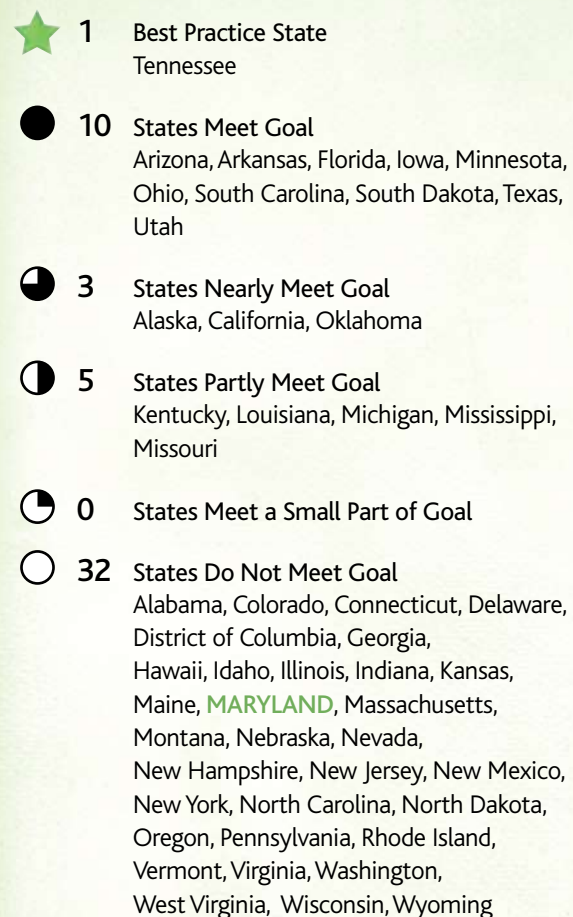 1 Best Practice State
Tennessee
10 States Meet Goal
Arizona, Arkansas, Florida, Iowa, Minnesota,
Ohio, South Carolina, South Dakota, Texas,
Utah
3 States Nearly Meet Goal
Alaska, California, Oklahoma
5 States Partly Meet Goal
Kentucky, Louisiana, Michigan, Mississippi,
Missouri
0 States Meet a Small Part of Goal
32 States Do Not Meet Goal
Alabama, Colorado, Connecticut, Delaware,
District of Columbia, Georgia,
Hawaii, Idaho, Illinois, Indiana, Kansas,
Maine, MARYLAND, Massachusetts,
Montana, Nebraska, Nevada,
New Hampshire, New Jersey, New Mexico,
New York, North Carolina, North Dakota,
Oregon, Pennsylvania, Rhode Island,
Vermont, Virginia, Washington,
West Virginia, Wisconsin, Wyoming